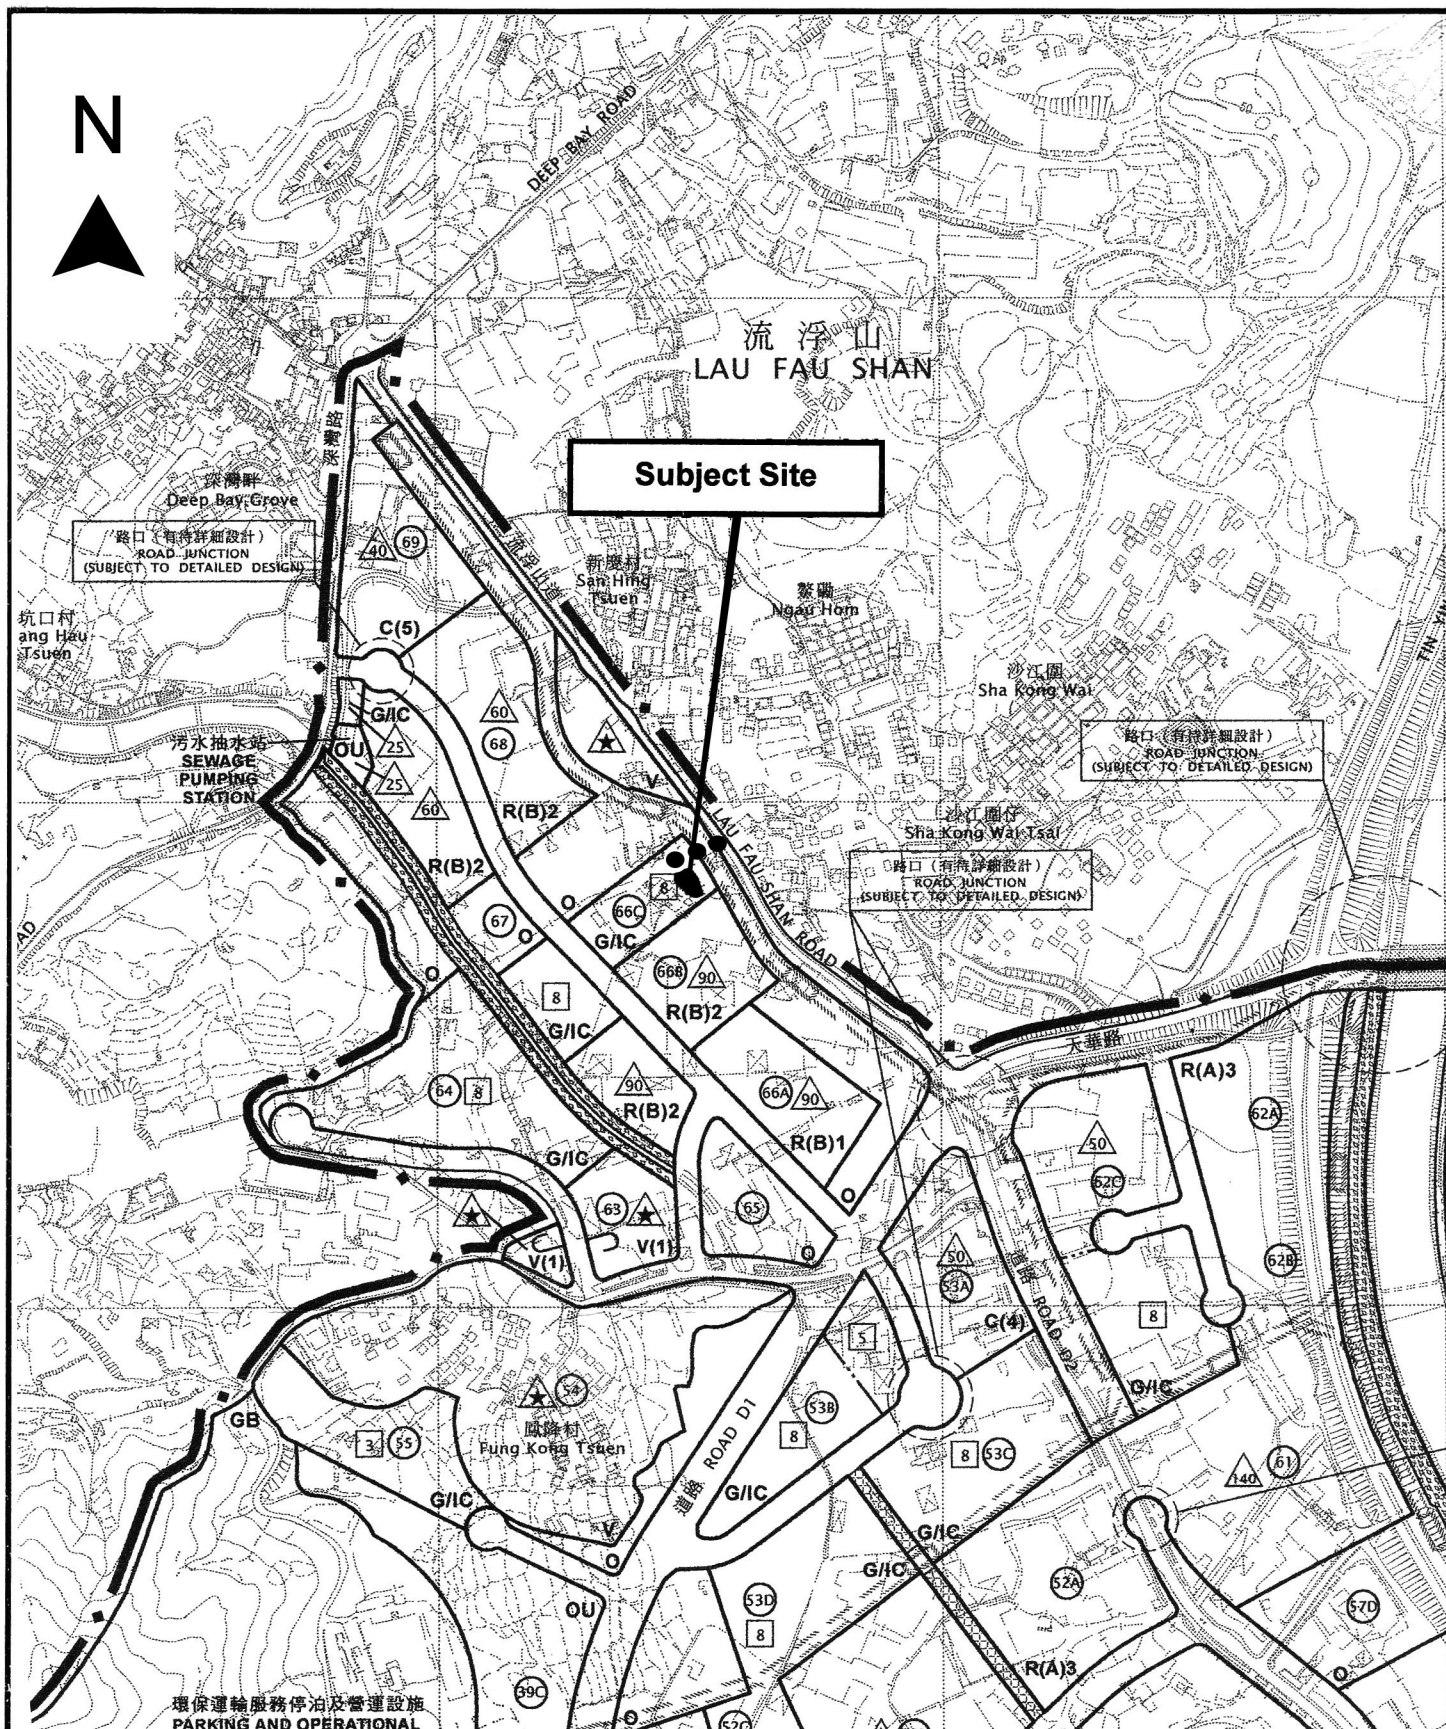 N
DEEP BAY ROAD
流浮山
LAU FAU SHAN
深灣路
Subject Site
深灣畔
Deep Bay Grove
路口（有待詳細設計）
ROAD JUNCTION
(SUBJECT TO DETAILED DESIGN)
40
69
流浮山道
新慶村
San Hing
Tsuen
鰲磡
Ngau Hom
坑口村
ang Hau
Tsuen
C(5)
TIN YI
沙江圍
Sha Kong Wai
60
68
G/IC
OU
25
25
60
污水抽水站
SEWAGE
PUMPING
STATION
路口（有待詳細設計）
ROAD JUNCTION
(SUBJECT TO DETAILED DESIGN)
V
R(B)2
LAU FAU SHAN ROAD
沙江圍仔
Sha Kong Wai Tsai
路口（有待詳細設計）
ROAD JUNCTION
(SUBJECT TO DETAILED DESIGN)
R(B)2
8
O
66C
G/IC
67
O
AD
O
66B
90
R(B)2
8
G/IC
天華路
64
8
90
R(B)2
66A
90
R(B)1
R(A)3
62A
50
62C
G/IC
63
V(1)
V(1)
65
O
O
50
53A
C(4)
道路 ROAD D2
62B
8
G/IC
5
GB
3
55
54
鳳降村
Fung Kong Tsuen
道路 ROAD D1
53B
8
8
53C
140
61
G/IC
G/IC
V
O
G/IC
G/IC
OU
53D
8
52A
57D
R(A)3
O
39C
O
52C
環保運輸服務停泊及營運設施
PARKING AND OPERATIONAL